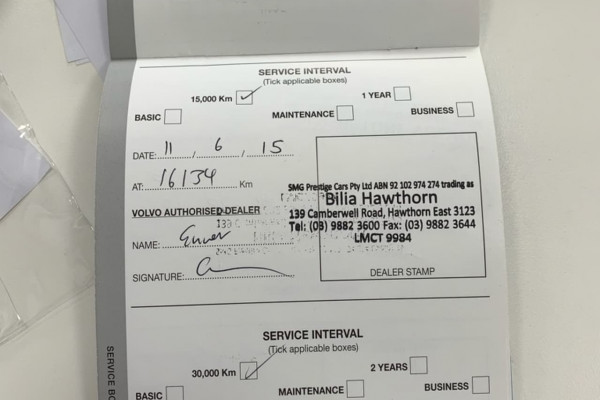 SERVICE INTERVAL
(Tick applicable boxes)
15,000 Km 1 YEAR
BASIC MAINTENANCE BUSINESS
DATE: 11, 6, 15
AT: 16134 Km
VOLVO AUTHORISED DEALER
NAME:
SIGNATURE:
SMG Prestige Cars Pty Ltd ABN 92 102 974 274 trading as
Bilia Hawthorn
139 Camberwell Road, Hawthorn East 3123
Tel: (03) 9882 3600 Fax: (03) 9882 3644
LMCT 9984
DEALER STAMP
SERVICE INTERVAL
(Tick applicable boxes)
30,000 Km 2 YEARS
BASIC MAINTENANCE BUSINESS